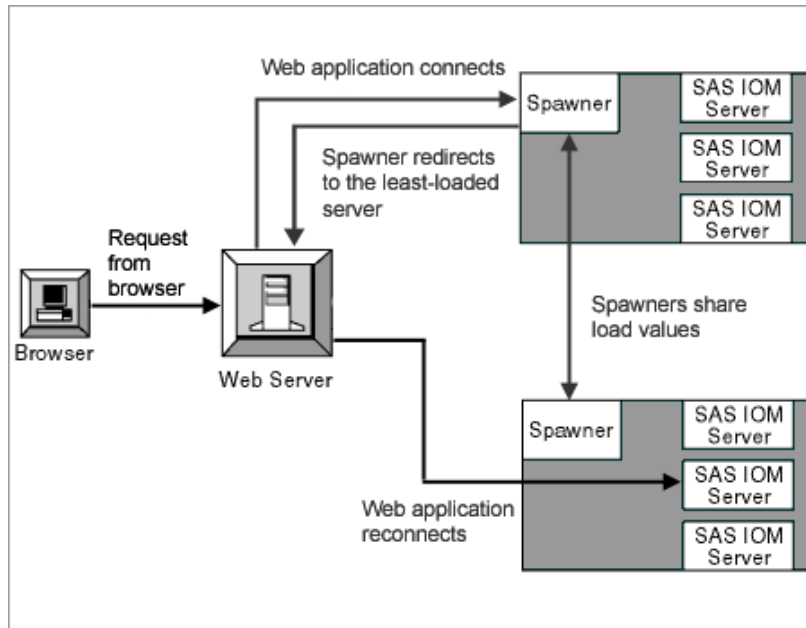 Web application connects
Spawner
SAS IOM
Server
SAS IOM
Server
SAS IOM
Server
Spawner redirects
to the least-loaded
server
Request
from
browser
Browser
Web Server
Spawners share
load values
Spawner
SAS IOM
Server
SAS IOM
Server
SAS IOM
Server
Web application
reconnects